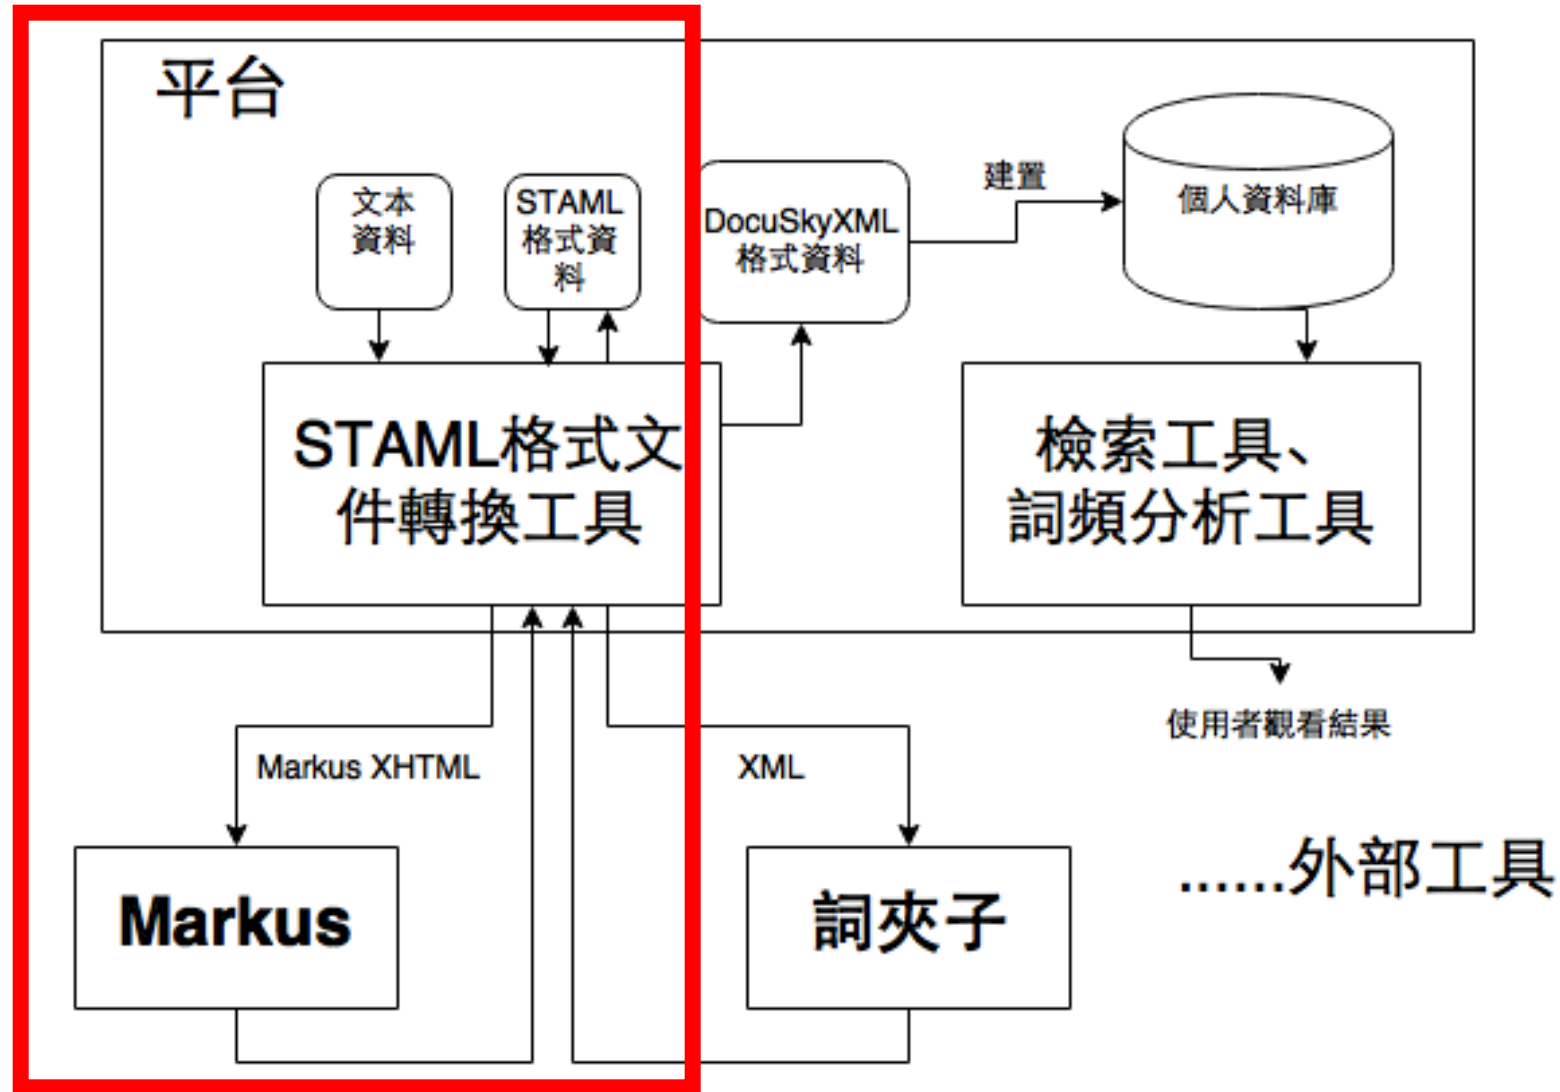 平台
文本
資料
STAML
格式資
料
DocuSkyXML
格式資料
建置
個人資料庫
STAML格式文
件轉換工具
檢索工具、
詞頻分析工具
使用者觀看結果
Markus XHTML
XML
Markus
詞夾子
......外部工具